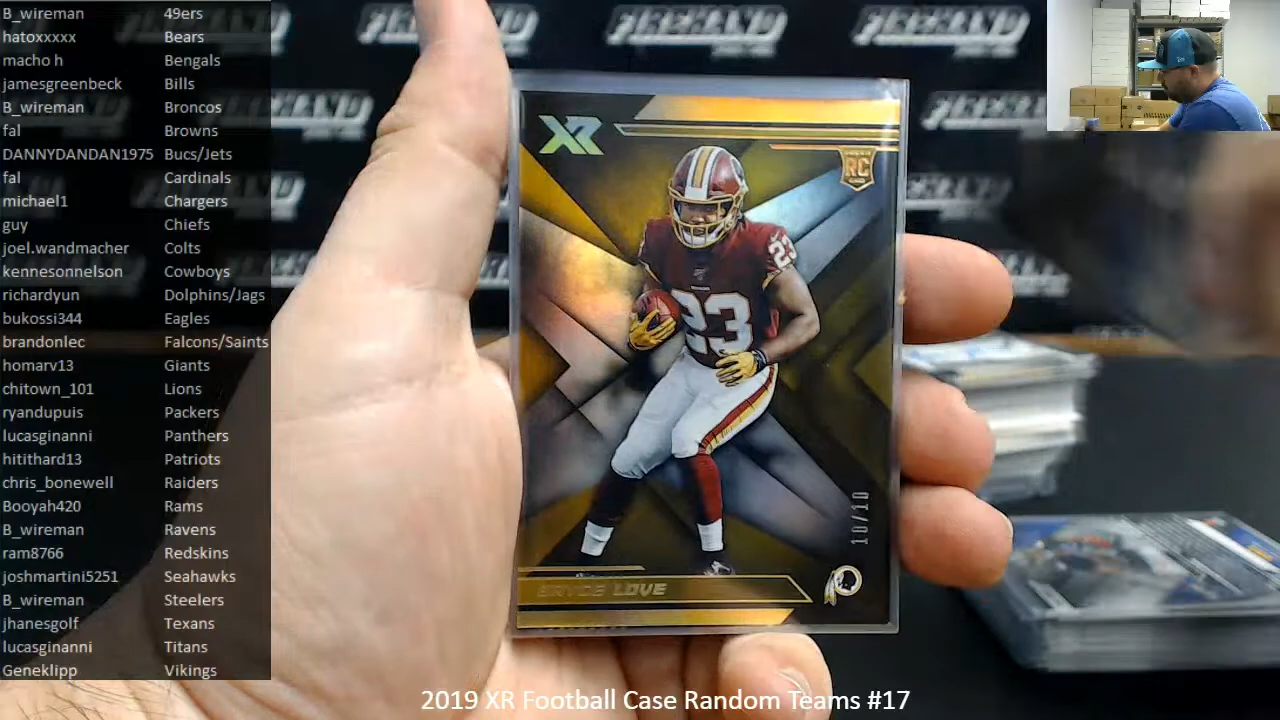 B_wireman 49ers
hatoxxxx Bears
macho h Bengals
jamesgreenbeck Bills
B_wireman Broncos
fal Browns
DANNYDANDAN1975 Bucs/Jets
fal Cardinals
michael1 Chargers
guy Chiefs
joel.wandmacher Colts
kennesonnelson Cowboys
richardyun Dolphins/Jags
bukossi344 Eagles
brandonlec Falcons/Saints
homarv13 Giants
chitown_101 Lions
ryandupuis Packers
lucasginanni Panthers
hitithard13 Patriots
chris_bonewell Raiders
Booyah420 Rams
B_wireman Ravens
ram8766 Redskins
joshmartini5251 Seahawks
B_wireman Steelers
jhanesgolf Texans
lucasginanni Titans
Geneklipp Vikings
XR
RC
23
23
10/10
BRYCE LOVE
2019 XR Football Case Random Teams #17